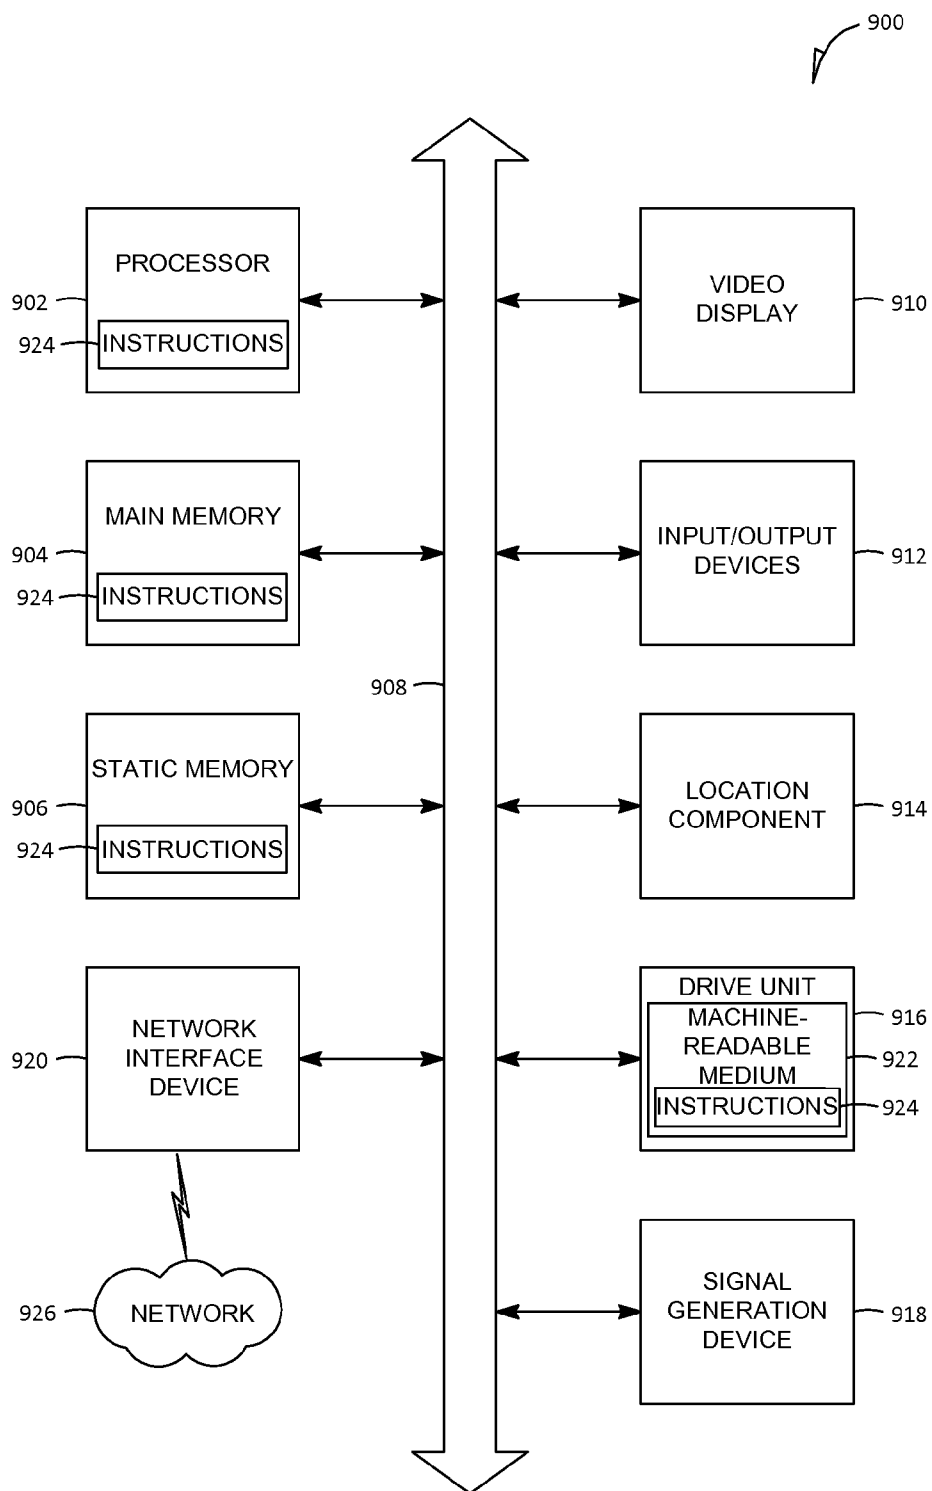 900
PROCESSOR
902
924
INSTRUCTIONS
VIDEO
DISPLAY
910
MAIN MEMORY
904
924
INSTRUCTIONS
INPUT/OUTPUT
DEVICES
912
908
STATIC MEMORY
906
924
INSTRUCTIONS
LOCATION
COMPONENT
914
NETWORK
INTERFACE
DEVICE
920
DRIVE UNIT
MACHINE-
READABLE
MEDIUM
INSTRUCTIONS
916
922
924
926
NETWORK
SIGNAL
GENERATION
DEVICE
918